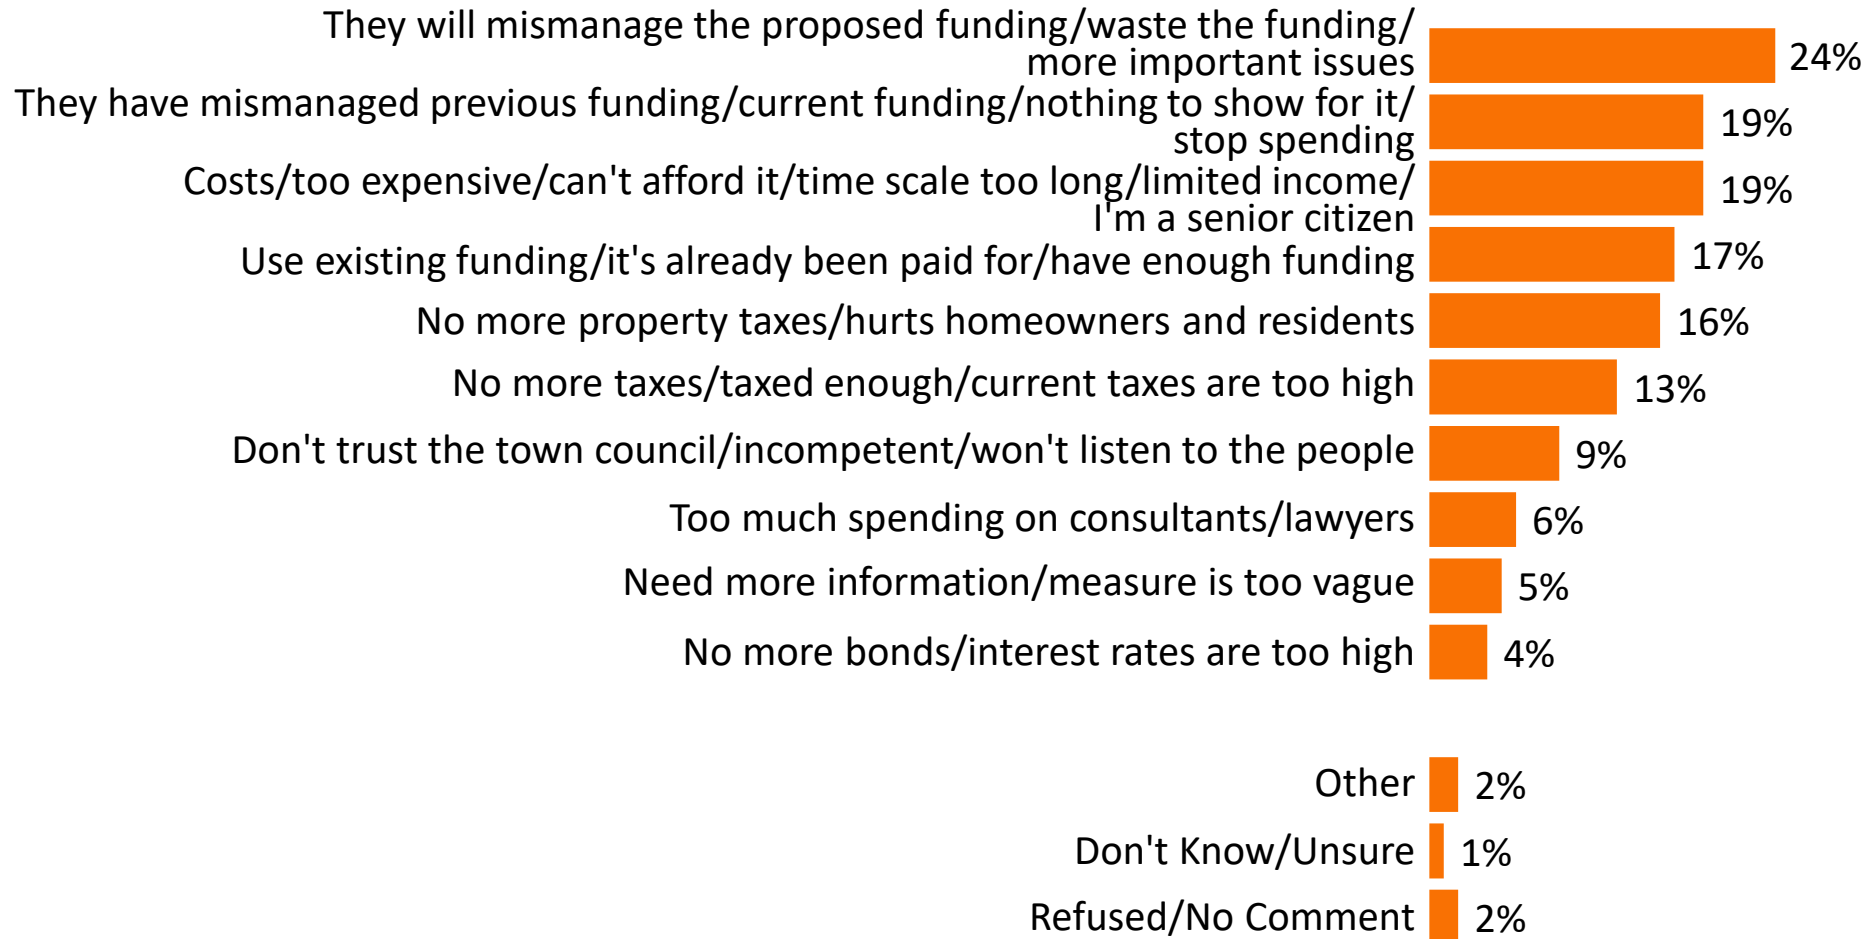 They will mismanage the proposed funding/waste the funding/
more important issues
24%
They have mismanaged previous funding/current funding/nothing to show for it/
stop spending
19%
Costs/too expensive/can't afford it/time scale too long/limited income/
I'm a senior citizen
19%
Use existing funding/it's already been paid for/have enough funding
17%
No more property taxes/hurts homeowners and residents
16%
No more taxes/taxed enough/current taxes are too high
13%
Don't trust the town council/incompetent/won't listen to the people
9%
Too much spending on consultants/lawyers
6%
Need more information/measure is too vague
5%
No more bonds/interest rates are too high
4%
Other
2%
Don't Know/Unsure
1%
Refused/No Comment
2%